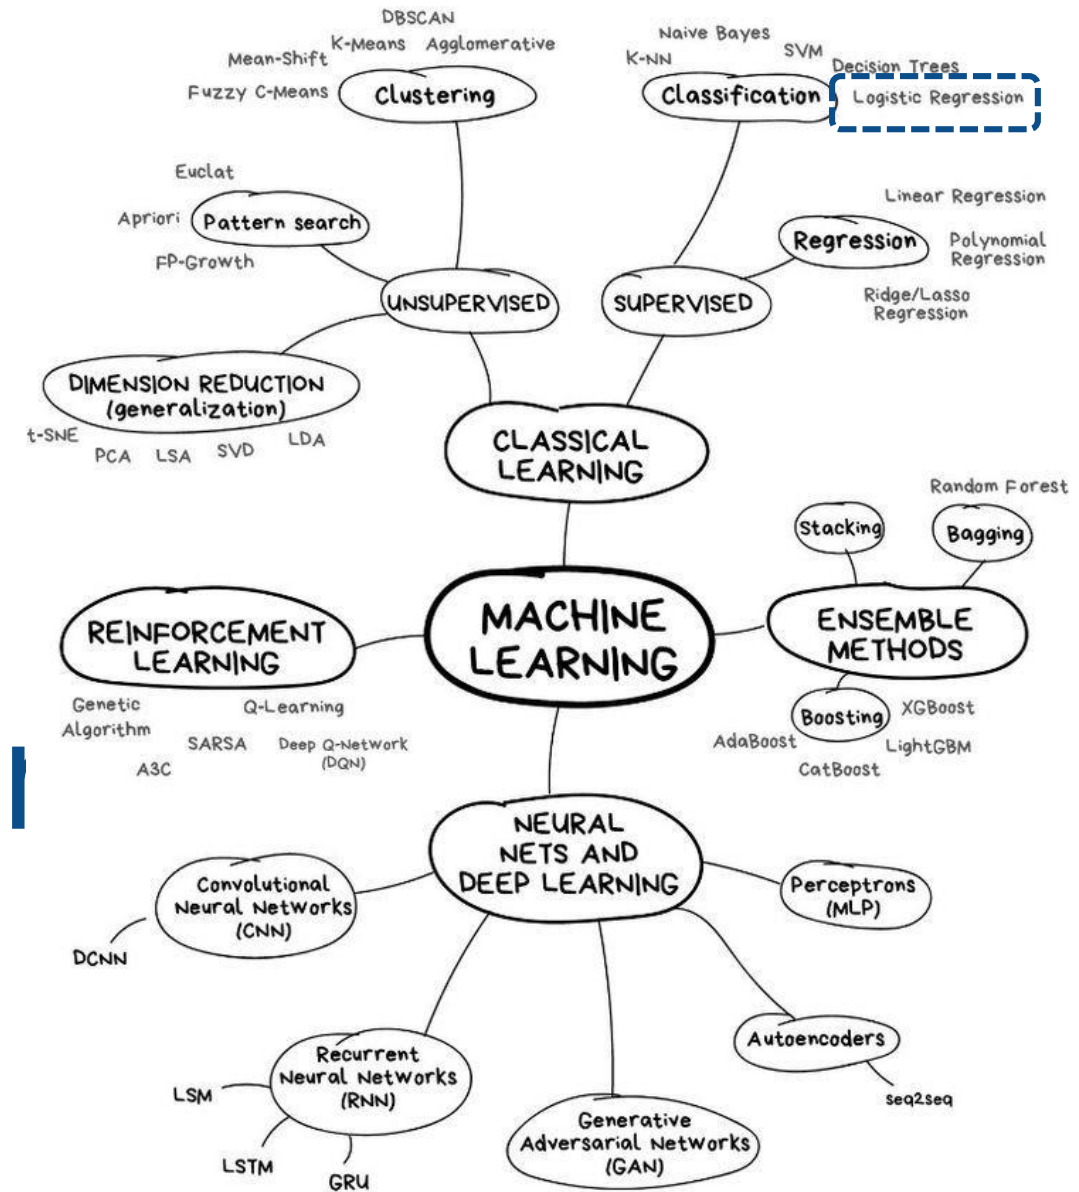 DBSCAN
K-Means
Agglomerative
Mean-Shift
Fuzzy C-Means
Clustering
Naive Bayes
SVM
K-NN
Decision Trees
Classification
Logistic Regression
Euclat
Apriori
Pattern search
FP-Growth
Linear Regression
Regression
Polynomial
Regression
Ridge/Lasso
Regression
UNSUPERVISED
SUPERVISED
DIMENSION REDUCTION
(generalization)
t-SNE
PCA
LSA
SVD
LDA
CLASSICAL
LEARNING
Random Forest
Stacking
Bagging
MACHINE
LEARNING
REINFORCEMENT
LEARNING
ENSEMBLE
METHODS
Genetic
Algorithm
Q-Learning
SARSA
Deep Q-Network
(DQN)
A3C
Boosting
XGBoost
AdaBoost
LightGBM
CatBoost
NEURAL
NETS AND
DEEP LEARNING
Convolutional
Neural Networks
(CNN)
DCNN
Perceptrons
(MLP)
Recurrent
Neural Networks
(RNN)
LSM
LSTM
GRU
Autoencoders
seq2seq
Generative
Adversarial Networks
(GAN)